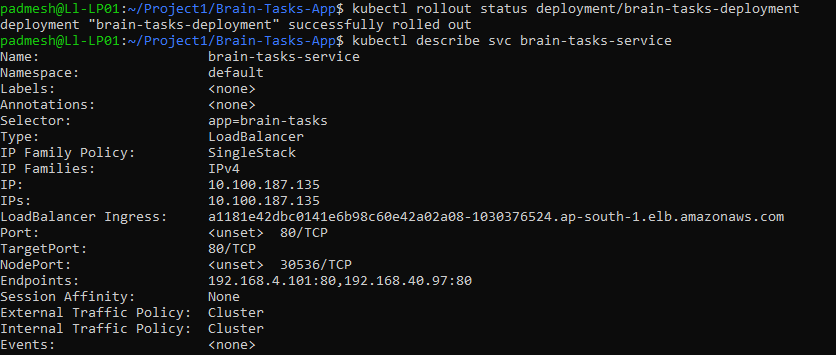 padmesh@Ll-LP01:~/Project1/Brain-Tasks-App$ kubectl rollout status deployment/brain-tasks-deployment
deployment "brain-tasks-deployment" successfully rolled out
padmesh@Ll-LP01:~/Project1/Brain-Tasks-App$ kubectl describe svc brain-tasks-service
Name:                     brain-tasks-service
Namespace:                default
Labels:                   <none>
Annotations:              <none>
Selector:                 app=brain-tasks
Type:                     LoadBalancer
IP Family Policy:         SingleStack
IP Families:              IPv4
IP:                       10.100.187.135
IPs:                      10.100.187.135
LoadBalancer Ingress:     a1181e42dbc0141e6b98c60e42a02a08-1030376524.ap-south-1.elb.amazonaws.com
Port:                     <unset>  80/TCP
TargetPort:               80/TCP
NodePort:                 <unset>  30536/TCP
Endpoints:                192.168.4.101:80,192.168.40.97:80
Session Affinity:         None
External Traffic Policy:  Cluster
Internal Traffic Policy:  Cluster
Events:                   <none>